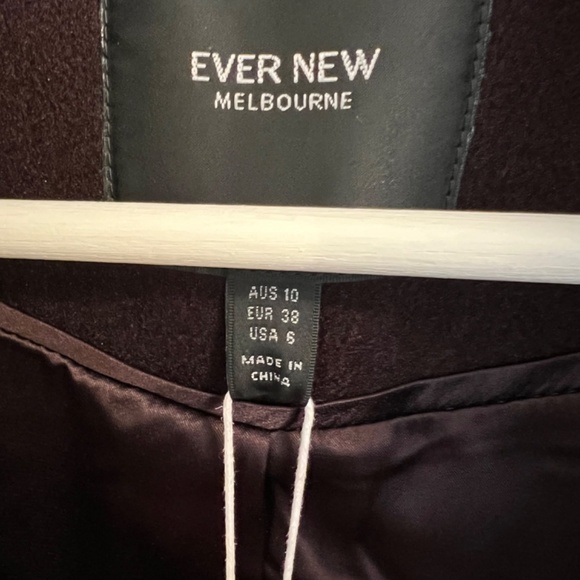 EVER NEW
MELBOURNE
AUS 10
EUR 38
USA 6
MADE IN
CHINA